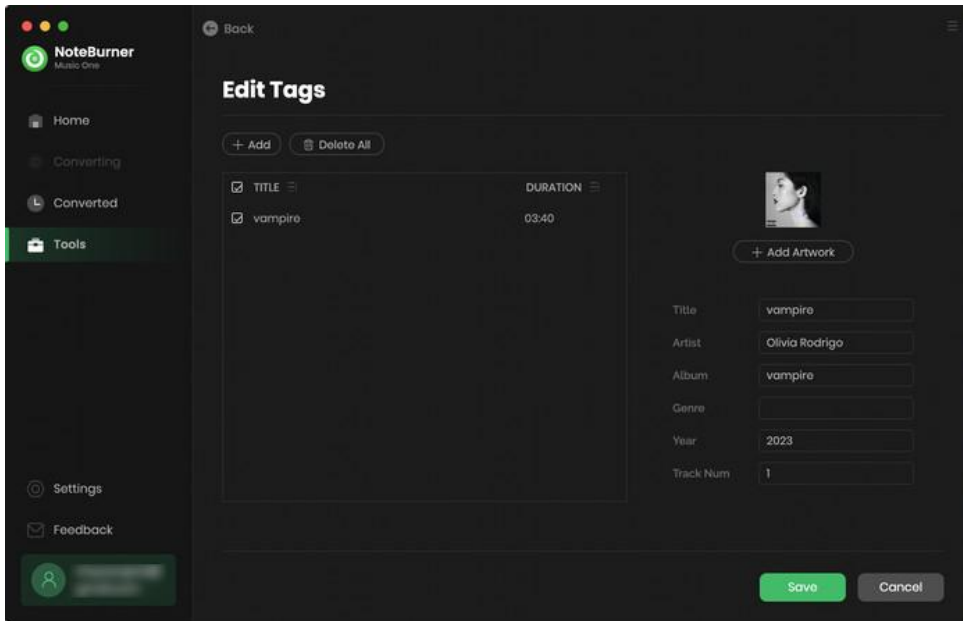 NoteBurner
Music One
Home
Converting
Converted
Tools
Settings
Feedback
Back
Edit Tags
+ Add
Delete All
TITLE
DURATION
vampire
03:40
+ Add Artwork
Title
vampire
Artist
Olivia Rodrigo
Album
vampire
Genre
Year
2023
Track Num
1
Save
Cancel